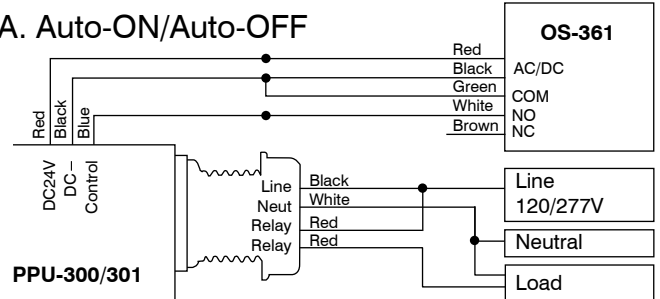 A. Auto-ON/Auto-OFF
OS-361
Red
Black
AC/DC
Green
COM
White
NO
Brown
NC
Red
Black
Blue
DC24V
DC –
Control
Line
Black
Neut
White
Relay
Red
Relay
Red
Line
120/277V
Neutral
Load
PPU-300/301